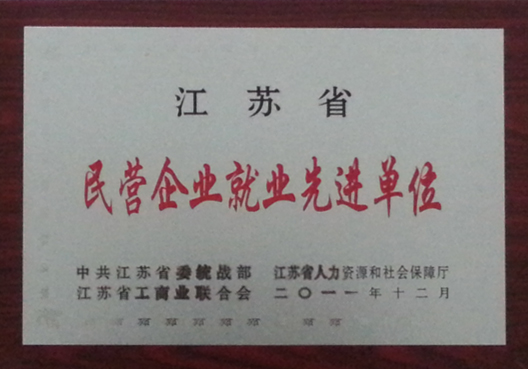 江苏省
民营企业就业先进单位
中共江苏省委统战部 江苏省人力资源和社会保障厅
江苏省工商业联合会 二〇一一年十二月